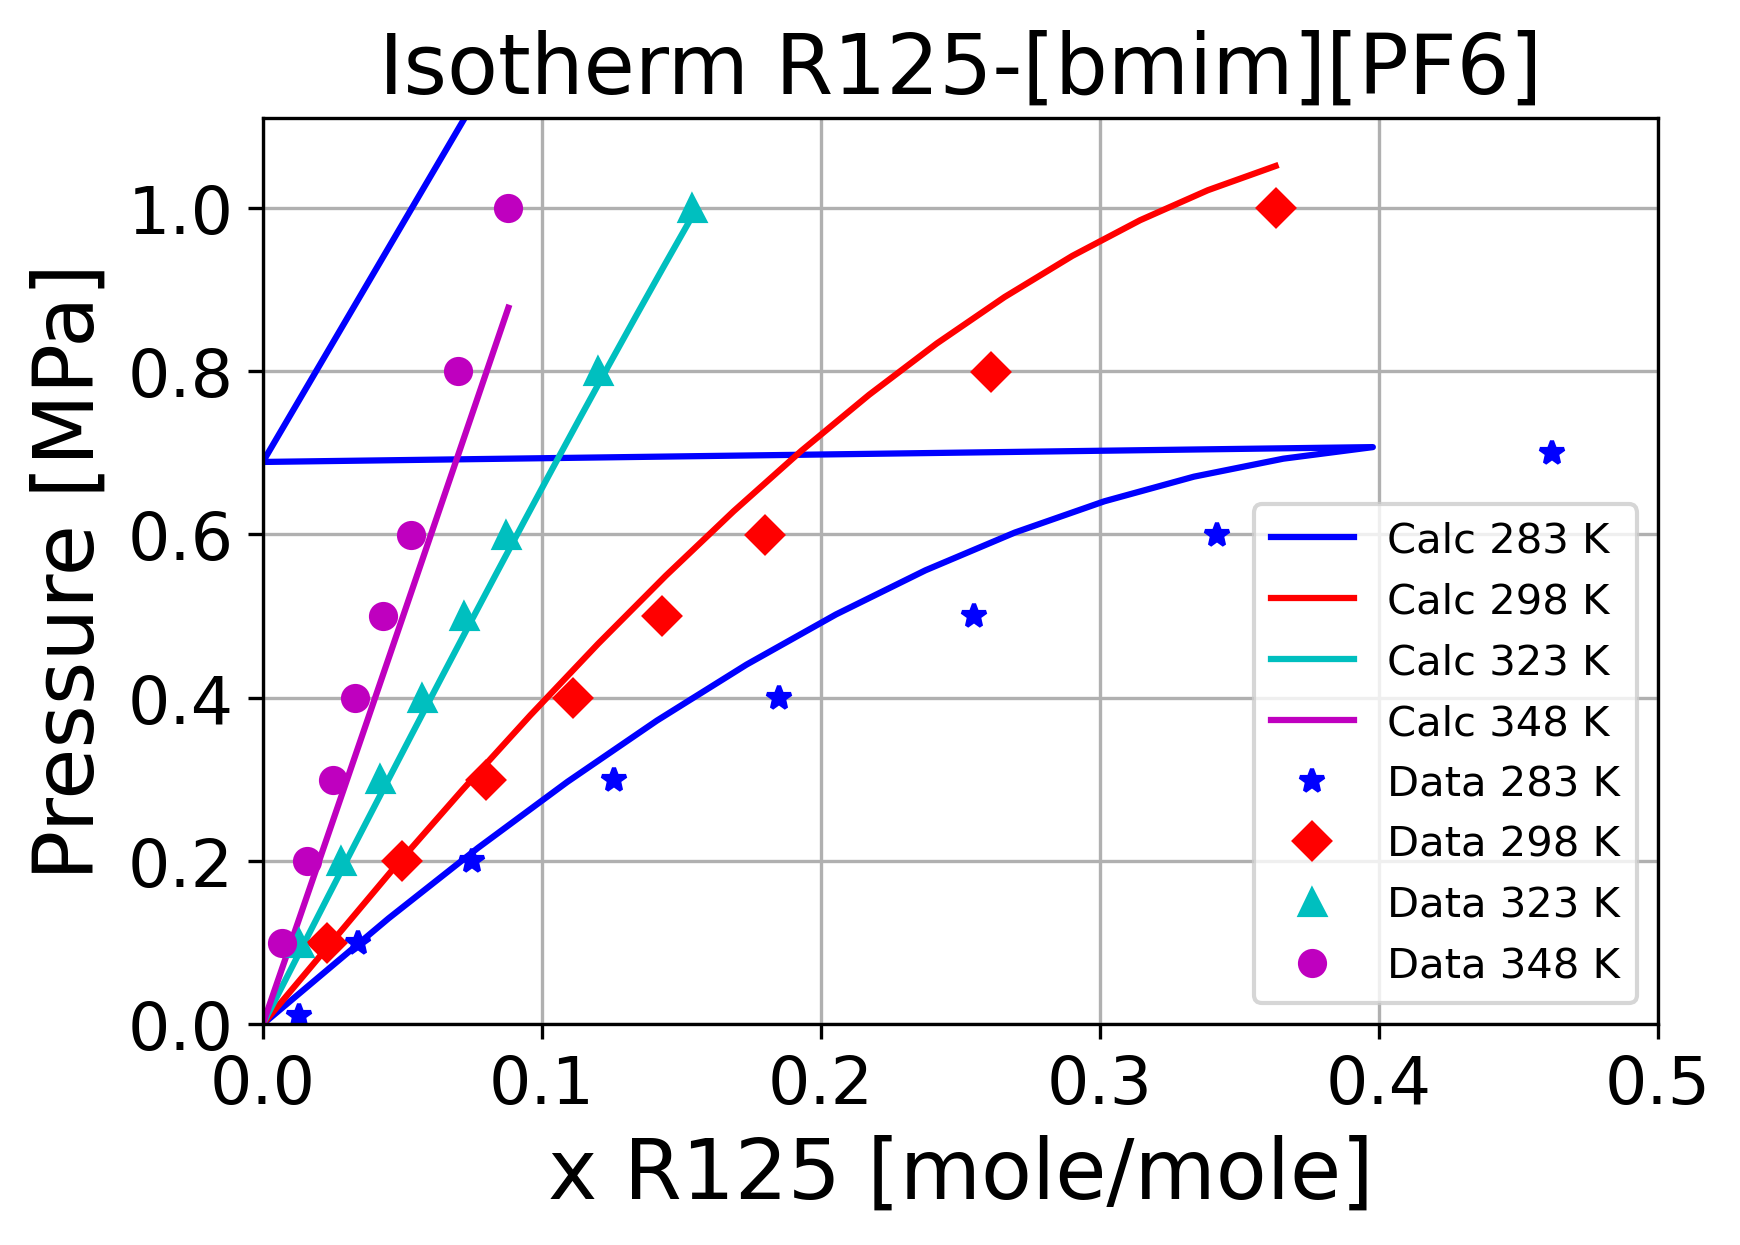 Isotherm R125-[bmim][PF6]
Pressure [MPa]
1.0
0.8
0.6
0.4
0.2
0.0
0.0 0.1 0.2 0.3 0.4 0.5
x R125 [mole/mole]
Calc 283 K
Calc 298 K
Calc 323 K
Calc 348 K
Data 283 K
Data 298 K
Data 323 K
Data 348 K